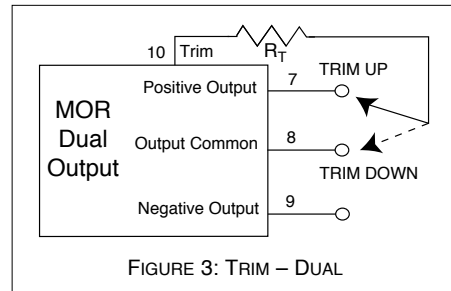 10 Trim
R_T
TRIM UP
Positive Output 7
MOR
Dual
Output
Output Common 8
TRIM DOWN
Negative Output 9
FIGURE 3: TRIM – DUAL